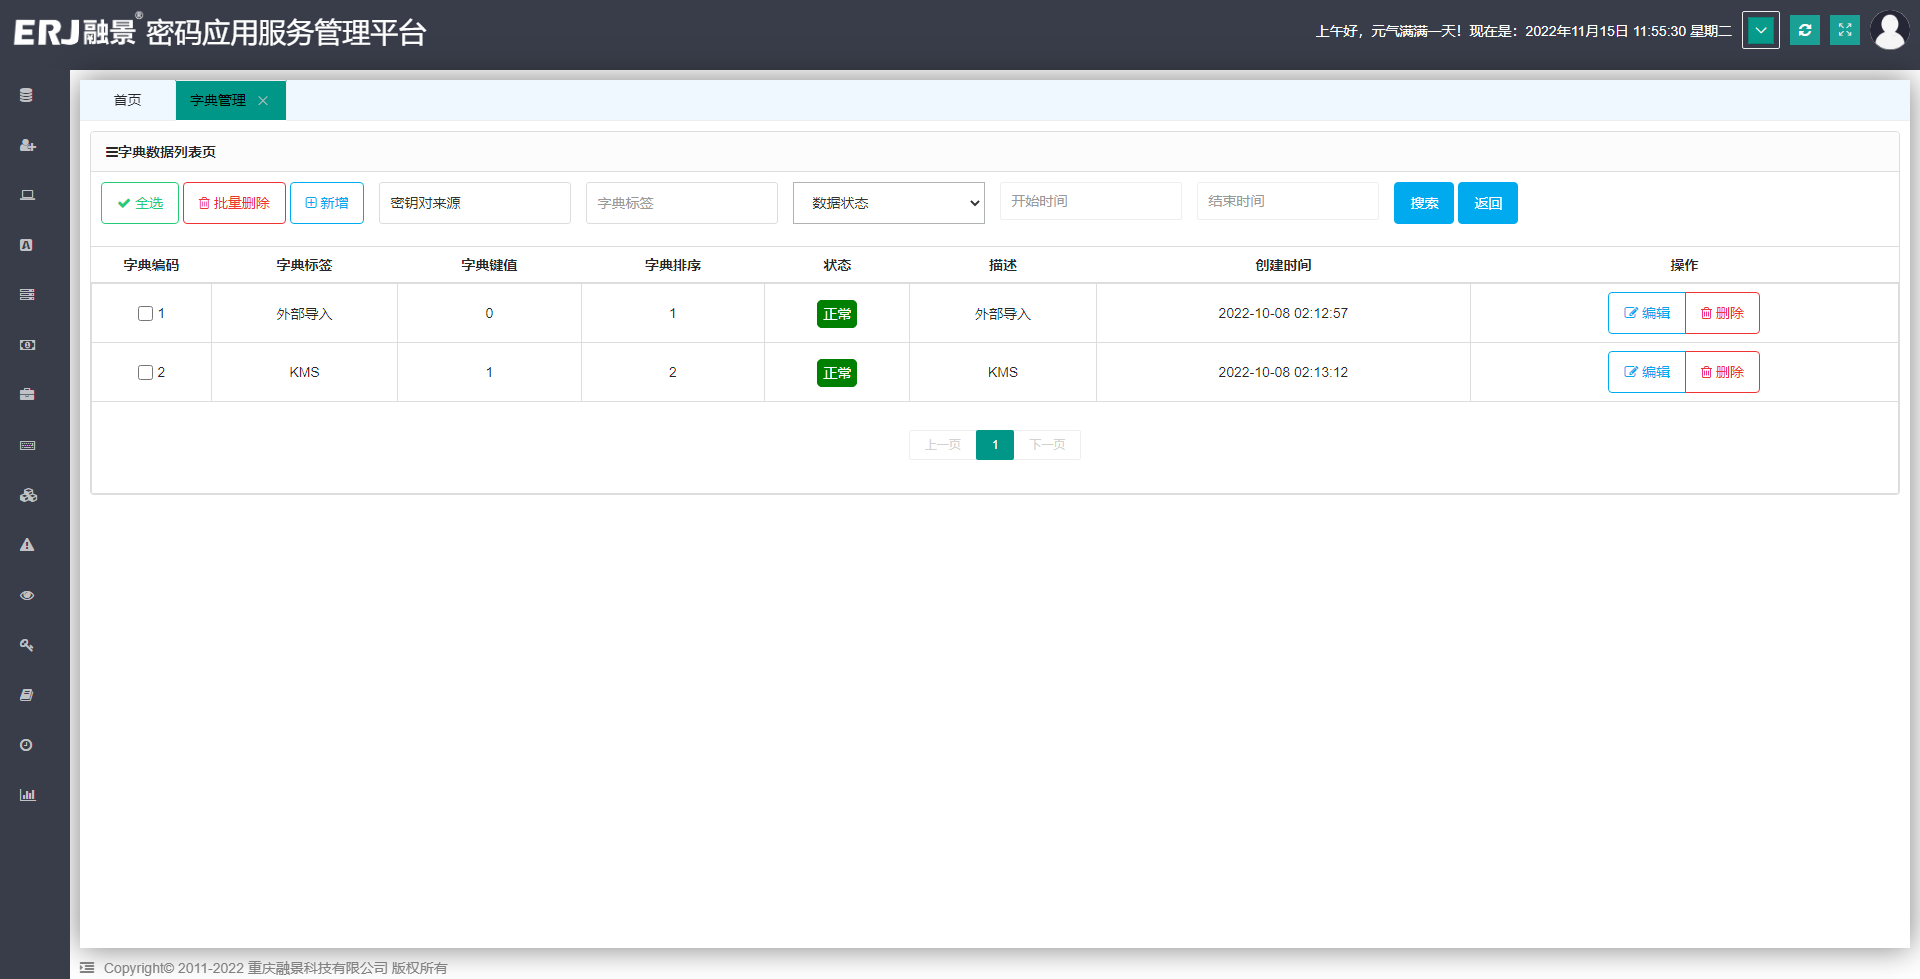 ERJ融景® 密码应用服务管理平台
上午好，元气满满一天！现在是：2022年11月15日 11:55:30 星期二
首页 字典管理
字典数据列表页
全选 批量删除 新增 密钥对来源 字典标签 数据状态 开始时间 结束时间 搜索 返回
字典编码 字典标签 字典键值 字典排序 状态 描述 创建时间 操作
1 外部导入 0 1 正常 外部导入 2022-10-08 02:12:57 编辑 删除
2 KMS 1 2 正常 KMS 2022-10-08 02:13:12 编辑 删除
上一页 1 下一页
Copyright© 2011-2022 重庆融景科技有限公司 版权所有